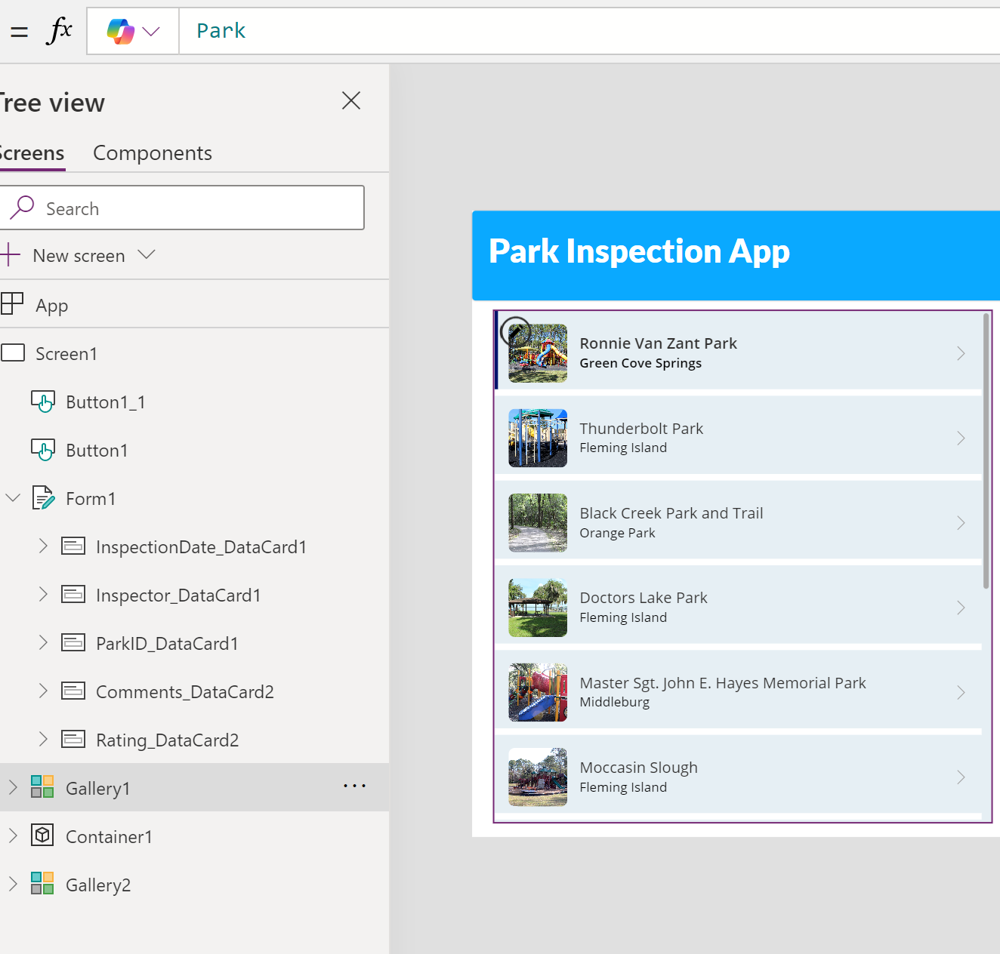 = fx Park
Tree view
Screens Components
Search
New screen
App
Screen1
Button1_1
Button1
Form1
InspectionDate_DataCard1
Inspector_DataCard1
ParkID_DataCard1
Comments_DataCard2
Rating_DataCard2
Gallery1 ...
Container1
Gallery2
Park Inspection App
Ronnie Van Zant Park
Green Cove Springs
Thunderbolt Park
Fleming Island
Black Creek Park and Trail
Orange Park
Doctors Lake Park
Fleming Island
Master Sgt. John E. Hayes Memorial Park
Middleburg
Moccasin Slough
Fleming Island